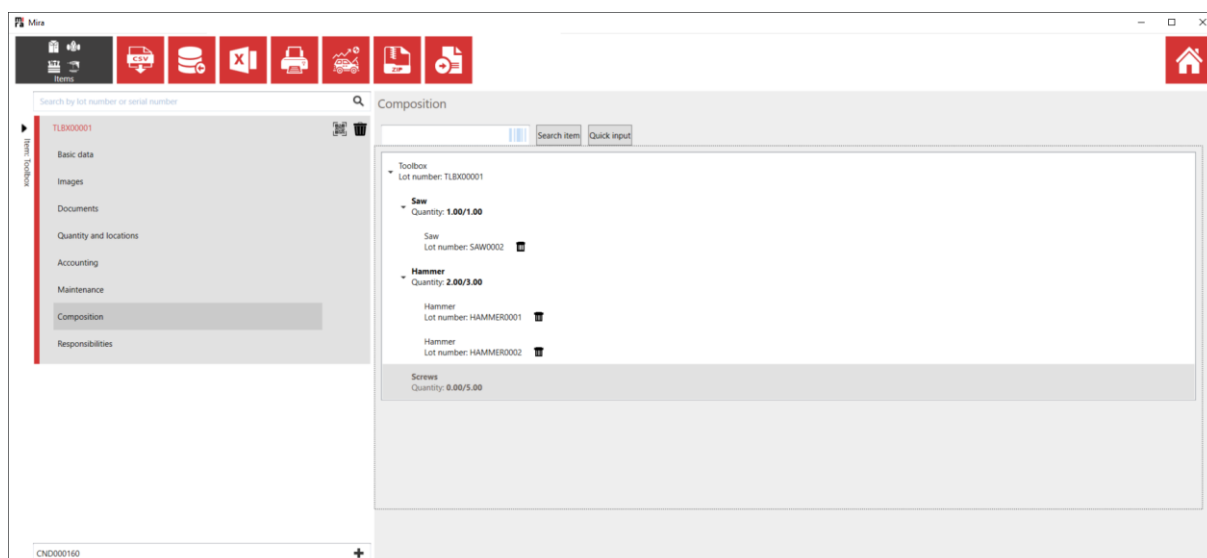 Mira
Items
CSV
ZIP
Search by lot number or serial number
Item: Toolbox
TLBX00001
Basic data
Images
Documents
Quantity and locations
Accounting
Maintenance
Composition
Responsibilities
CND000160
Composition
Search item
Quick input
Toolbox
Lot number: TLBX00001
Saw
Quantity: 1.00/1.00
Saw
Lot number: SAW0002
Hammer
Quantity: 2.00/3.00
Hammer
Lot number: HAMMER0001
Hammer
Lot number: HAMMER0002
Screws
Quantity: 0.00/5.00